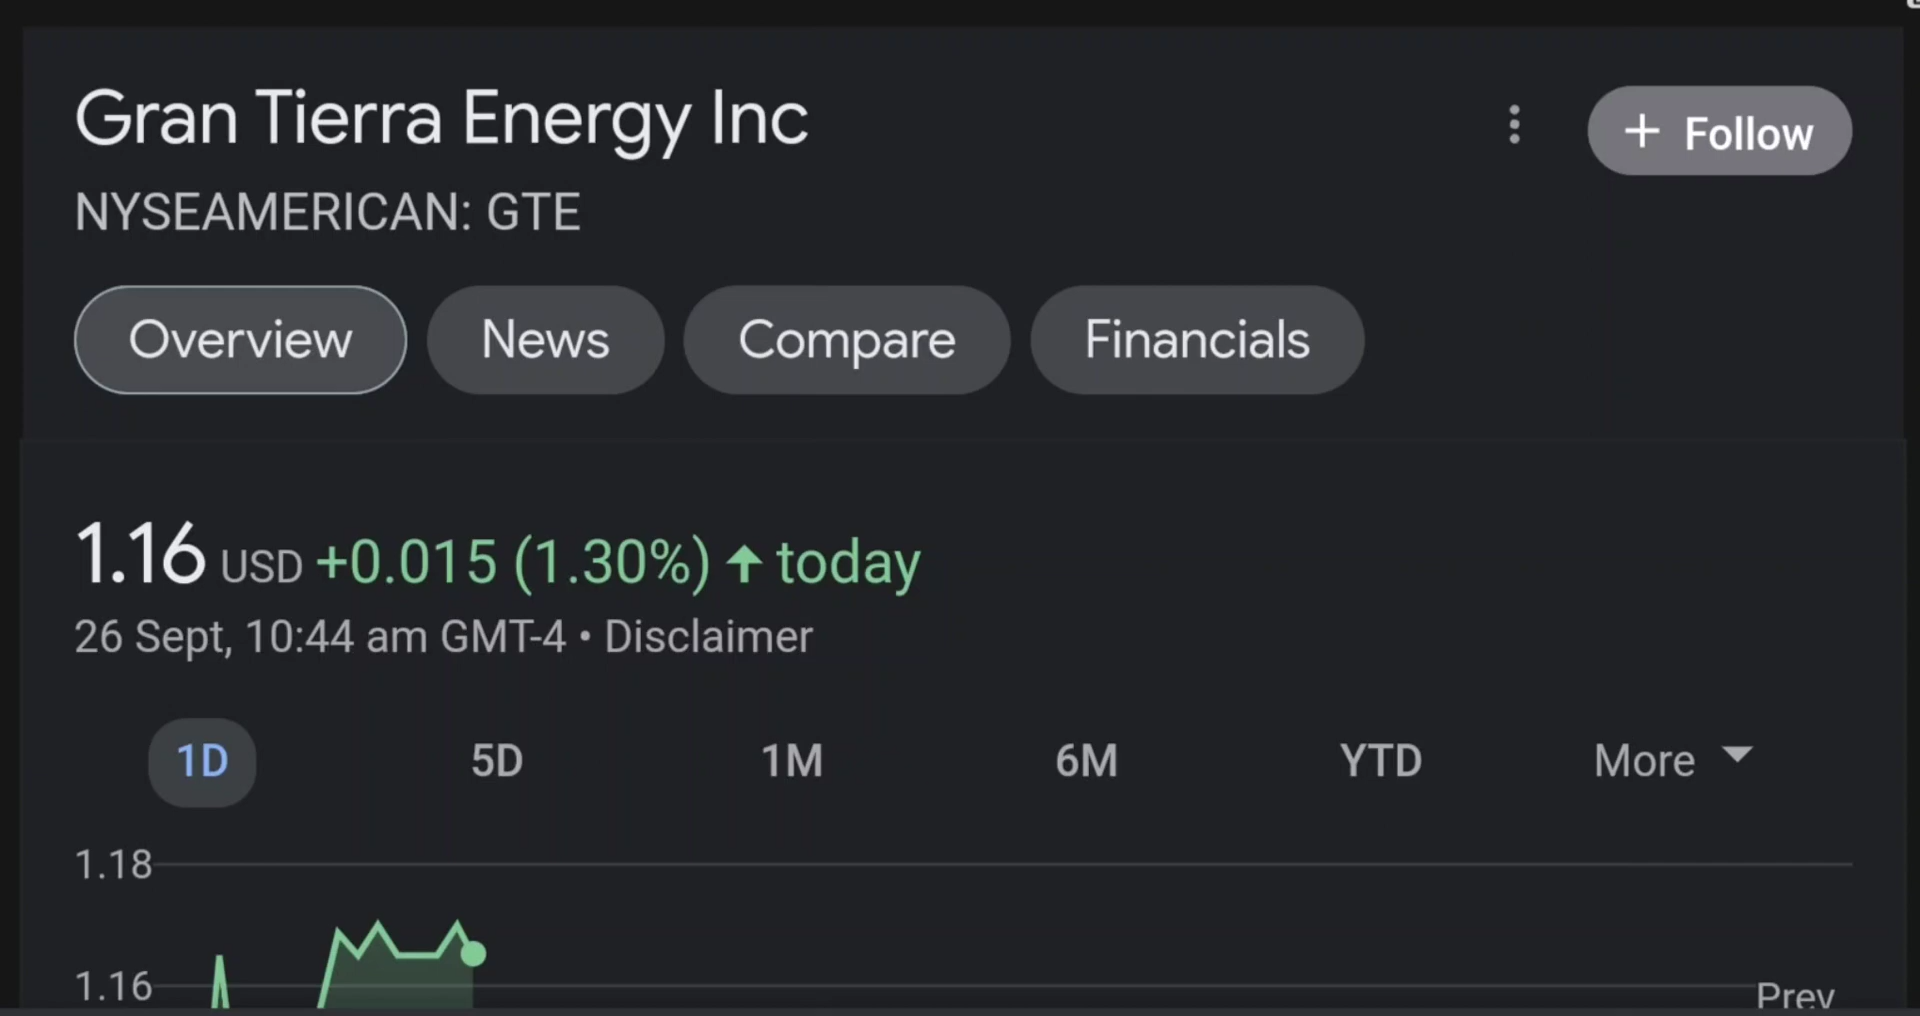 Gran Tierra Energy Inc
+ Follow
NYSEAMERICAN: GTE
Overview
News
Compare
Financials
1.16 USD +0.015 (1.30%) ↑ today
26 Sept, 10:44 am GMT-4 • Disclaimer
1D
5D
1M
6M
YTD
More
1.18
1.16
Prev